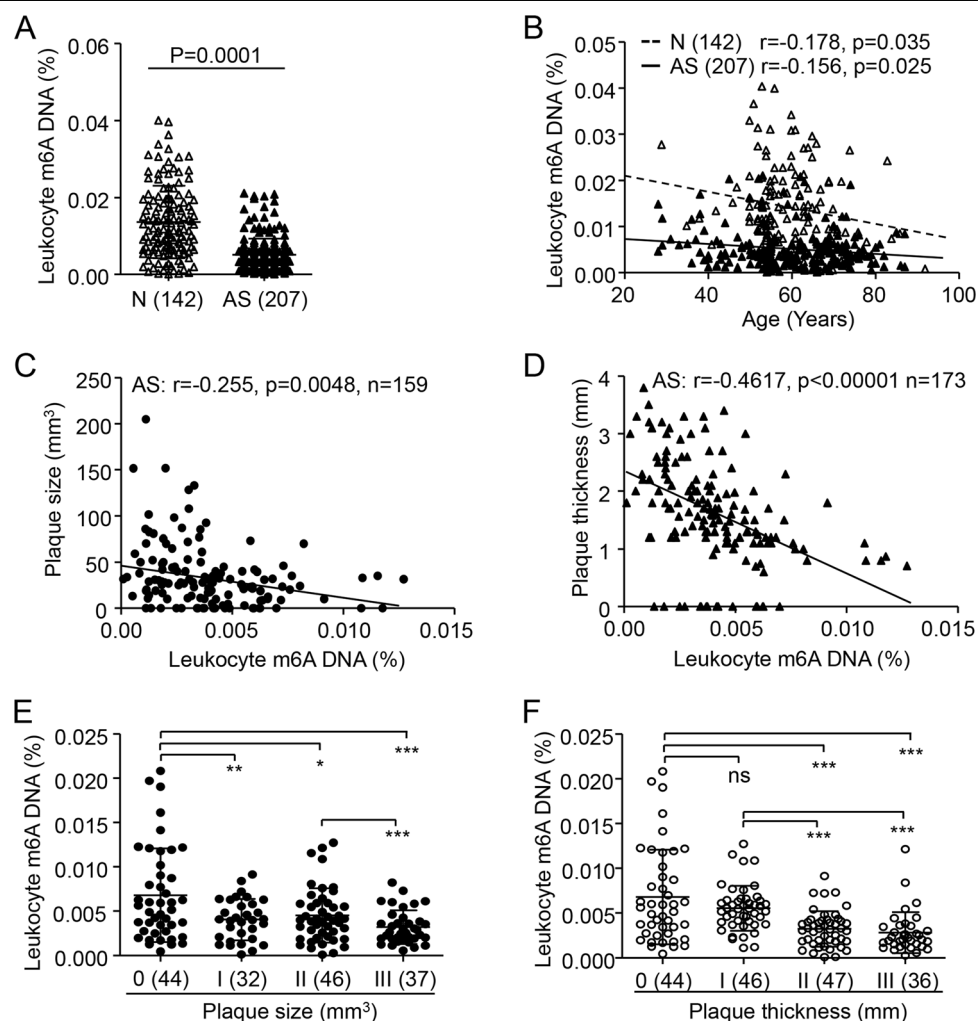 A
Leukocyte m6A DNA (%)
0.06
0.04
0.02
0.00
P=0.0001
N (142)
AS (207)
B
Leukocyte m6A DNA (%)
0.05
0.04
0.03
0.02
0.01
0.00
N (142) r=-0.178, p=0.035
AS (207) r=-0.156, p=0.025
20
40
60
80
100
Age (Years)
C
Plaque size (mm³)
250
200
150
100
50
0
AS: r=-0.255, p=0.0048, n=159
0.00
0.005
0.010
0.015
Leukocyte m6A DNA (%)
D
Plaque thickness (mm)
4
3
2
1
0
AS: r=-0.4617, p<0.00001 n=173
0.00
0.005
0.010
0.015
Leukocyte m6A DNA (%)
E
Leukocyte m6A DNA (%)
0.025
0.020
0.015
0.010
0.005
0.000
***
**
*
***
0 (44)
I (32)
II (46)
III (37)
Plaque size (mm³)
F
Leukocyte m6A DNA (%)
0.025
0.020
0.015
0.010
0.005
0.000
***
ns
***
***
***
0 (44)
I (46)
II (47)
III (36)
Plaque thickness (mm)